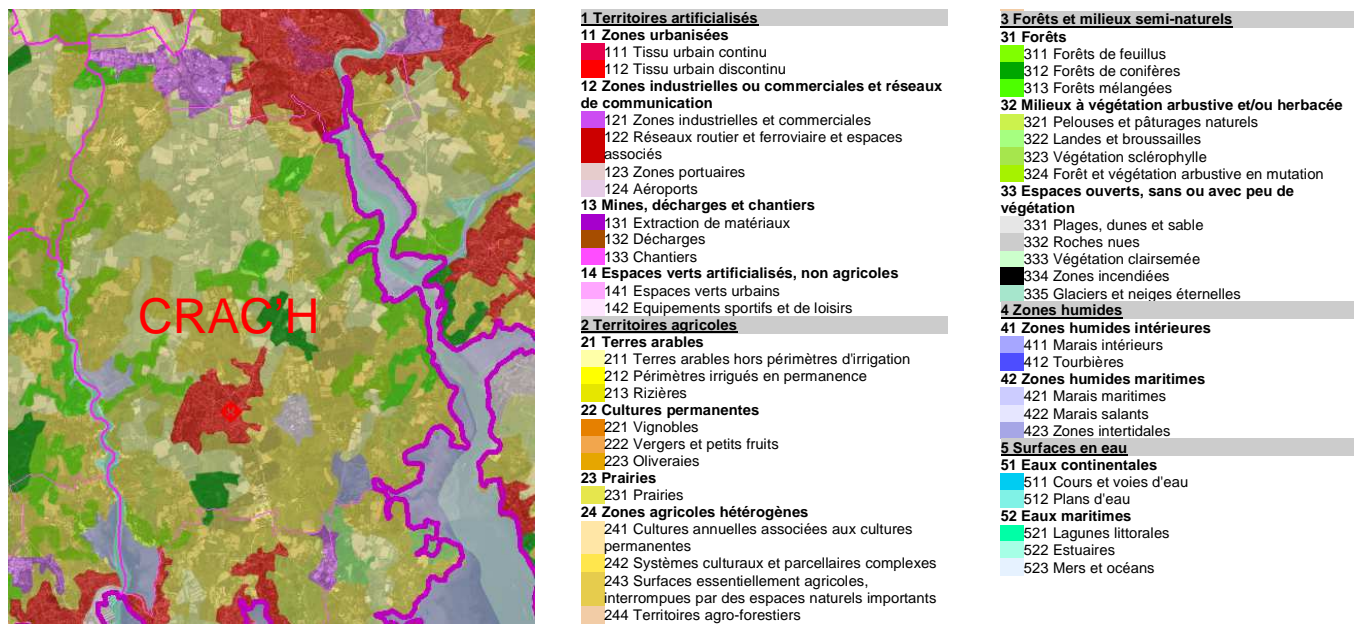 CRAC'H
1 Territoires artificialisés
11 Zones urbanisées
111 Tissu urbain continu
112 Tissu urbain discontinu
12 Zones industrielles ou commerciales et réseaux
de communication
121 Zones industrielles et commerciales
122 Réseaux routier et ferroviaire et espaces
associés
123 Zones portuaires
124 Aéroports
13 Mines, décharges et chantiers
131 Extraction de matériaux
132 Décharges
133 Chantiers
14 Espaces verts artificialisés, non agricoles
141 Espaces verts urbains
142 Equipements sportifs et de loisirs
2 Territoires agricoles
21 Terres arables
211 Terres arables hors périmètres d'irrigation
212 Périmètres irrigués en permanence
213 Rizières
22 Cultures permanentes
221 Vignobles
222 Vergers et petits fruits
223 Oliveraies
23 Prairies
231 Prairies
24 Zones agricoles hétérogènes
241 Cultures annuelles associées aux cultures
permanentes
242 Systèmes culturaux et parcellaires complexes
243 Surfaces essentiellement agricoles,
interrompues par des espaces naturels importants
244 Territoires agro-forestiers
3 Forêts et milieux semi-naturels
31 Forêts
311 Forêts de feuillus
312 Forêts de conifères
313 Forêts mélangées
32 Milieux à végétation arbustive et/ou herbacée
321 Pelouses et pâturages naturels
322 Landes et broussailles
323 Végétation sclérophylle
324 Forêt et végétation arbustive en mutation
33 Espaces ouverts, sans ou avec peu de
végétation
331 Plages, dunes et sable
332 Roches nues
333 Végétation clairsemée
334 Zones incendiées
335 Glaciers et neiges éternelles
4 Zones humides
41 Zones humides intérieures
411 Marais intérieurs
412 Tourbières
42 Zones humides maritimes
421 Marais maritimes
422 Marais salants
423 Zones intertidales
5 Surfaces en eau
51 Eaux continentales
511 Cours et voies d'eau
512 Plans d'eau
52 Eaux maritimes
521 Lagunes littorales
522 Estuaires
523 Mers et océans